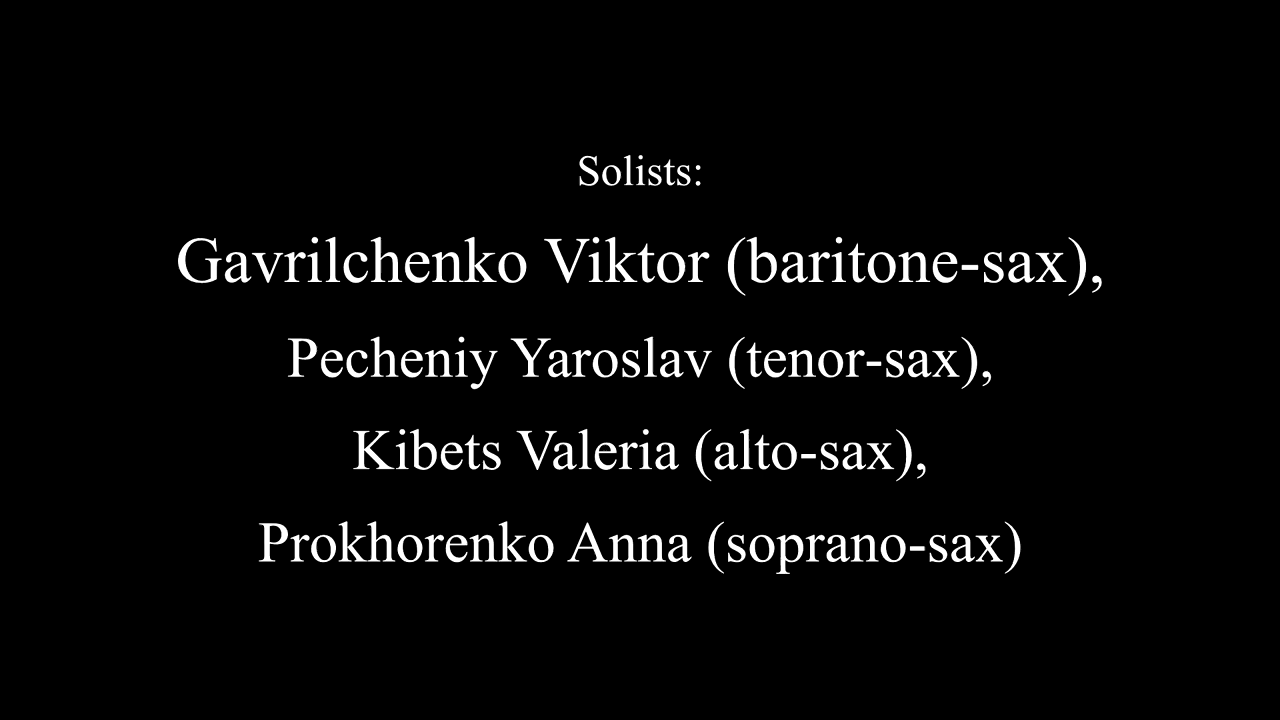 Solists:
Gavrilchenko Viktor (baritone-sax),
Pecheniy Yaroslav (tenor-sax),
Kibets Valeria (alto-sax),
Prokhorenko Anna (soprano-sax)